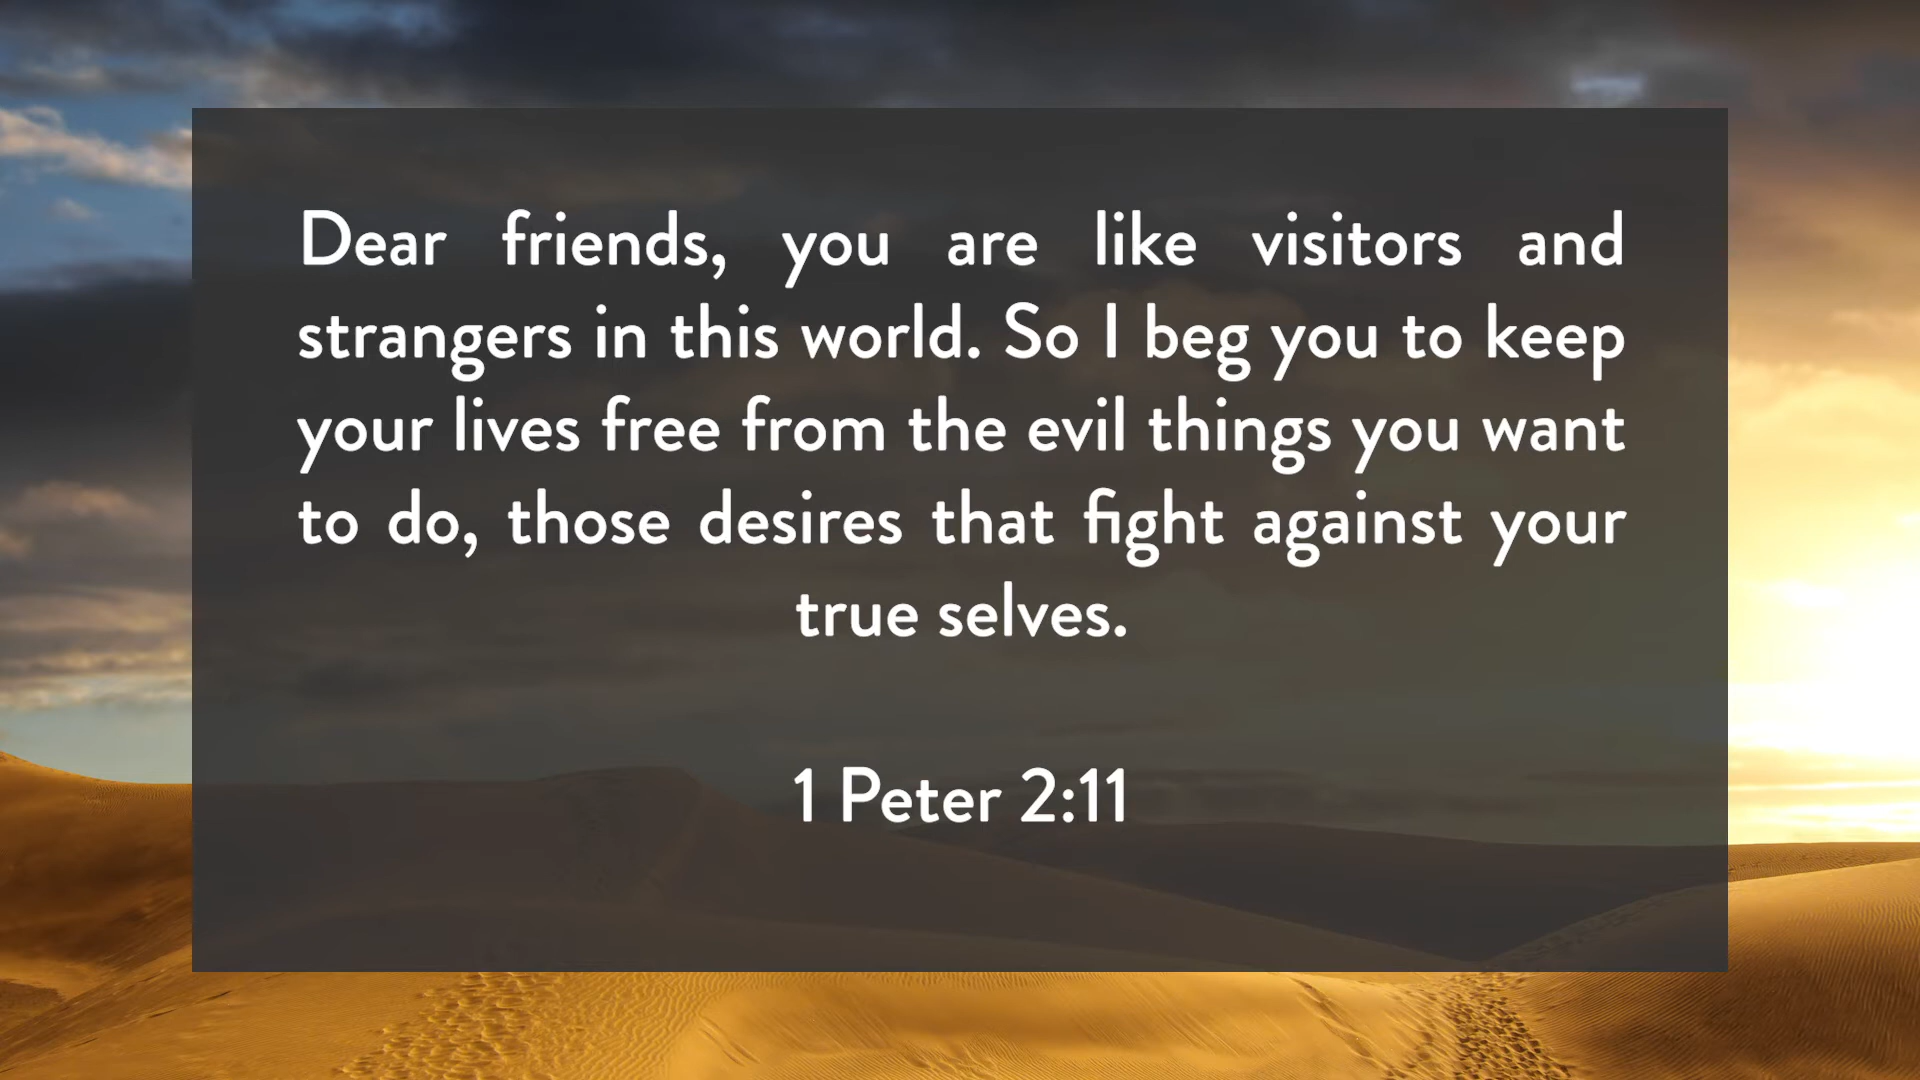 Dear friends, you are like visitors and
strangers in this world. So I beg you to keep
your lives free from the evil things you want
to do, those desires that fight against your
true selves.
1 Peter 2:11